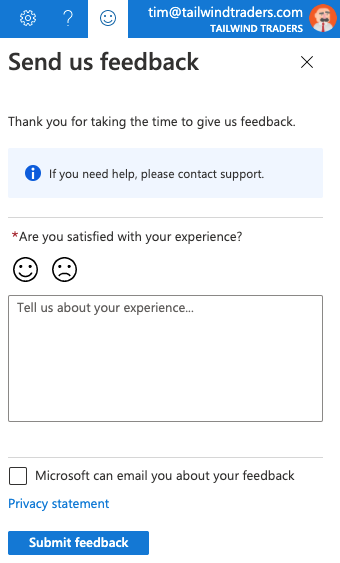 ?
tim@tailwindtraders.com
TAILWIND TRADERS
Send us feedback
Thank you for taking the time to give us feedback.
If you need help, please contact support.
*Are you satisfied with your experience?
Tell us about your experience...
Microsoft can email you about your feedback
Privacy statement
Submit feedback